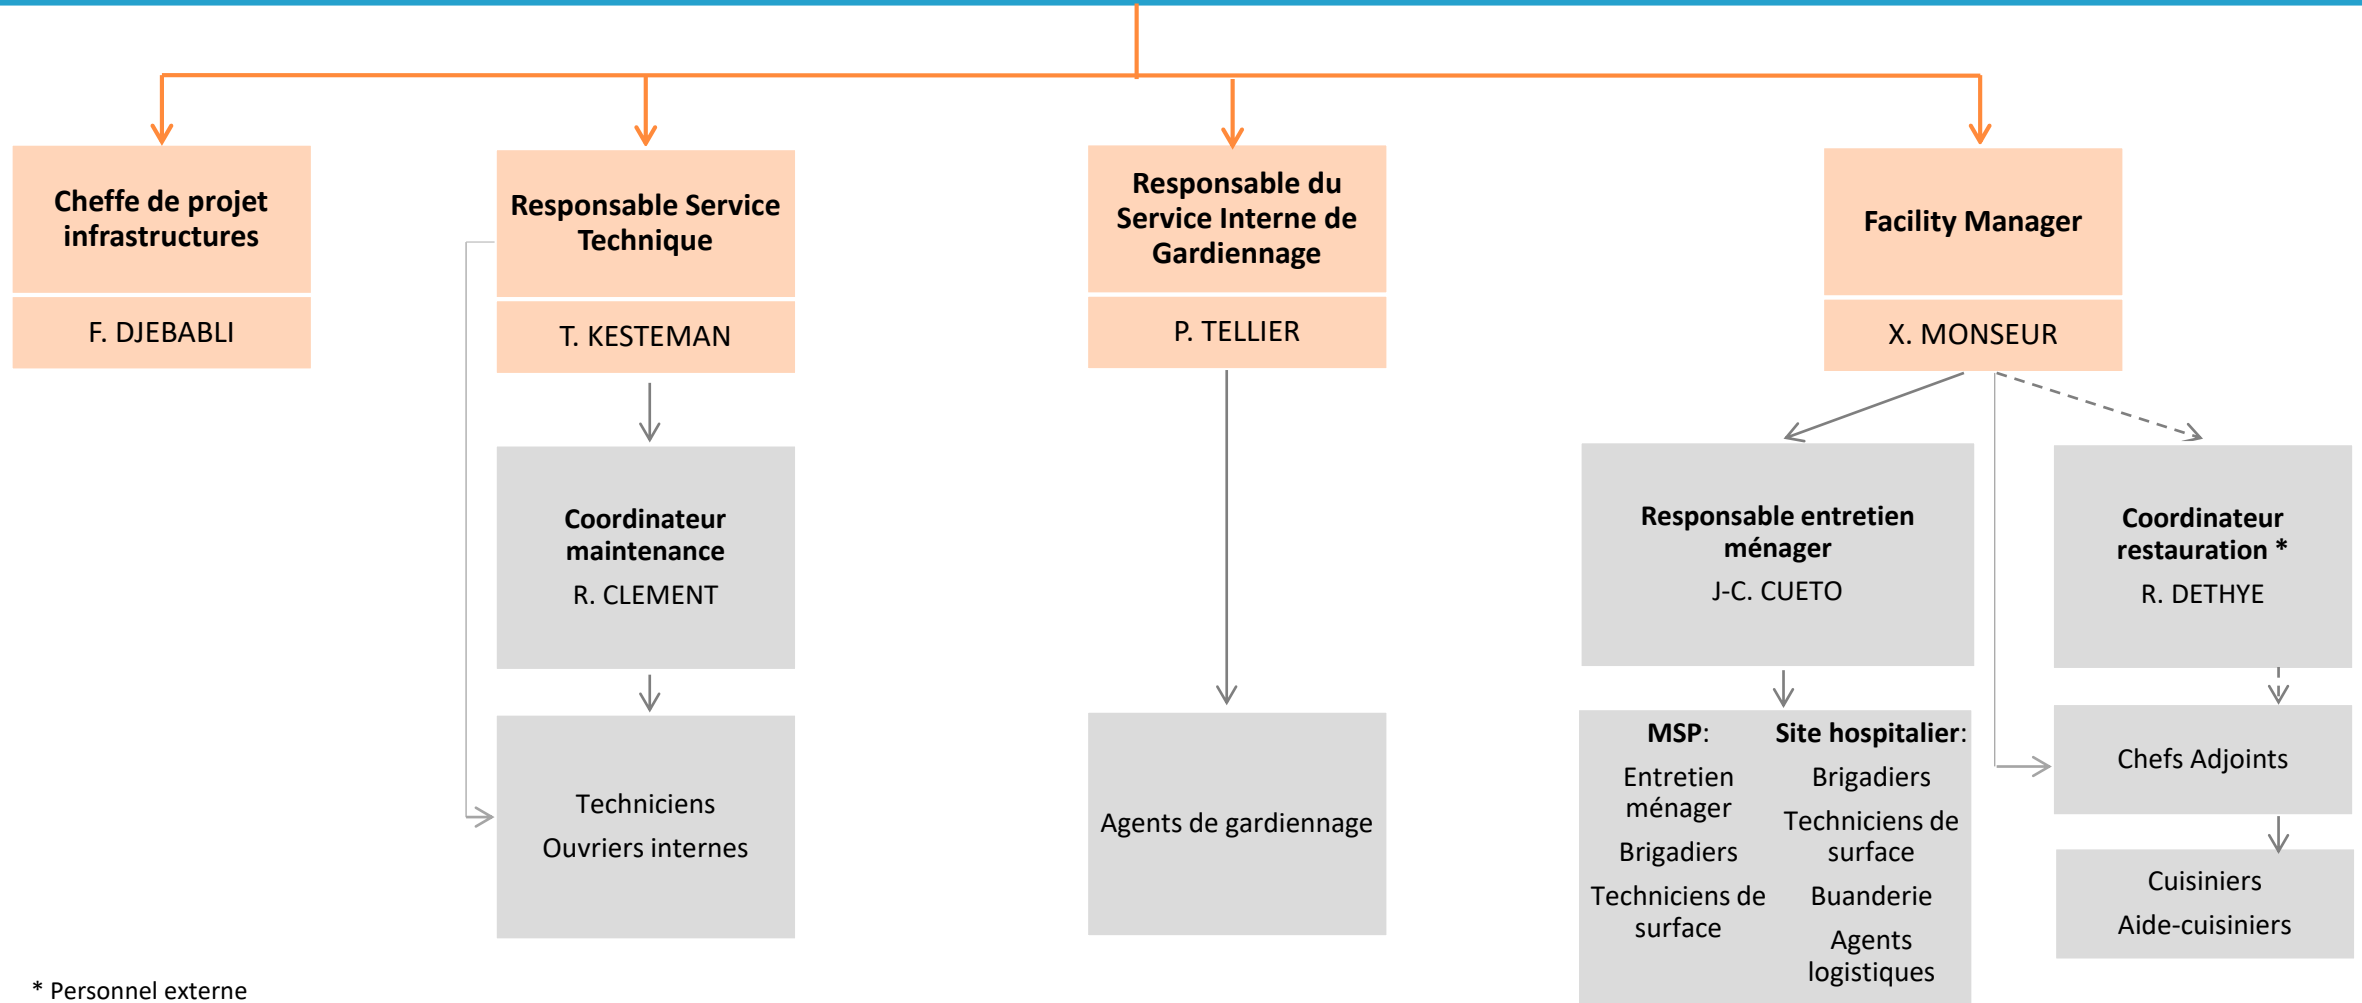 Cheffe de projet
infrastructures
F. DJEBABLI
Responsable Service
Technique
T. KESTEMAN
Responsable du
Service Interne de
Gardiennage
P. TELLIER
Facility Manager
X. MONSEUR
Coordinateur
maintenance
R. CLEMENT
Responsable entretien
ménager
J-C. CUETO
Coordinateur
restauration *
R. DETHYE
Techniciens
Ouvriers internes
Agents de gardiennage
MSP:
Entretien
ménager
Brigadiers
Techniciens de
surface
Site hospitalier:
Brigadiers
Techniciens de
surface
Buanderie
Agents
logistiques
Chefs Adjoints
Cuisiniers
Aide-cuisiniers
* Personnel externe